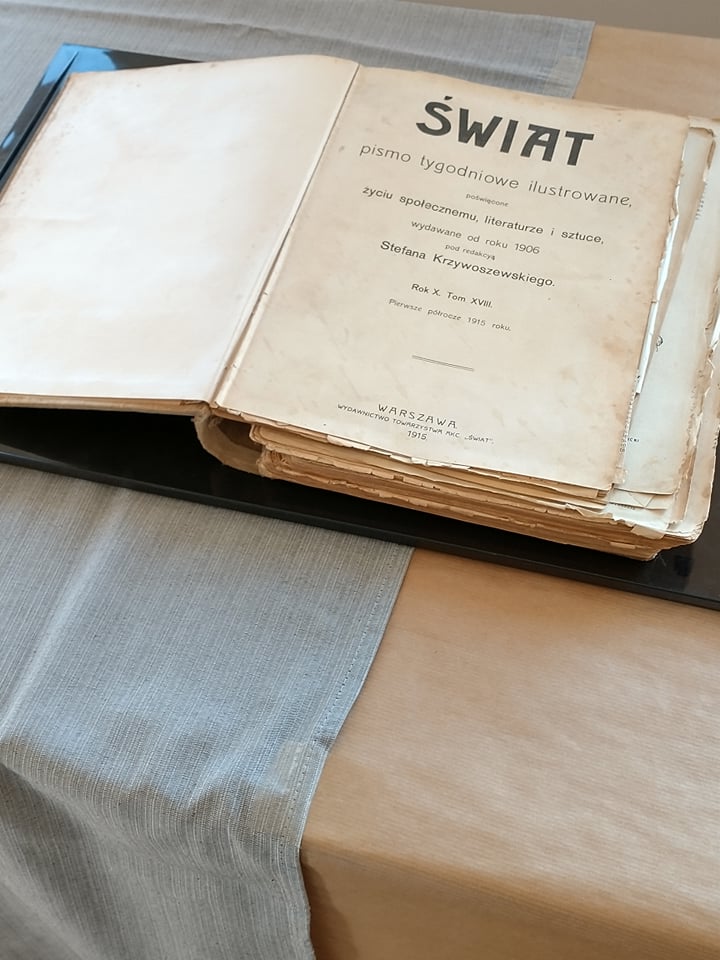 ŚWIAT
pismo tygodniowe ilustrowane,
poświęcone
życiu społecznemu, literaturze i sztuce,
wydawane od roku 1906
pod redakcyą
Stefana Krzywoszewskiego.
Rok X. Tom XVIII.
Pierwsze półrocze 1915 roku.
WARSZAWA.
WYDAWNICTWO TOWARZYSTWA AKC. „ŚWIAT”.
1915.